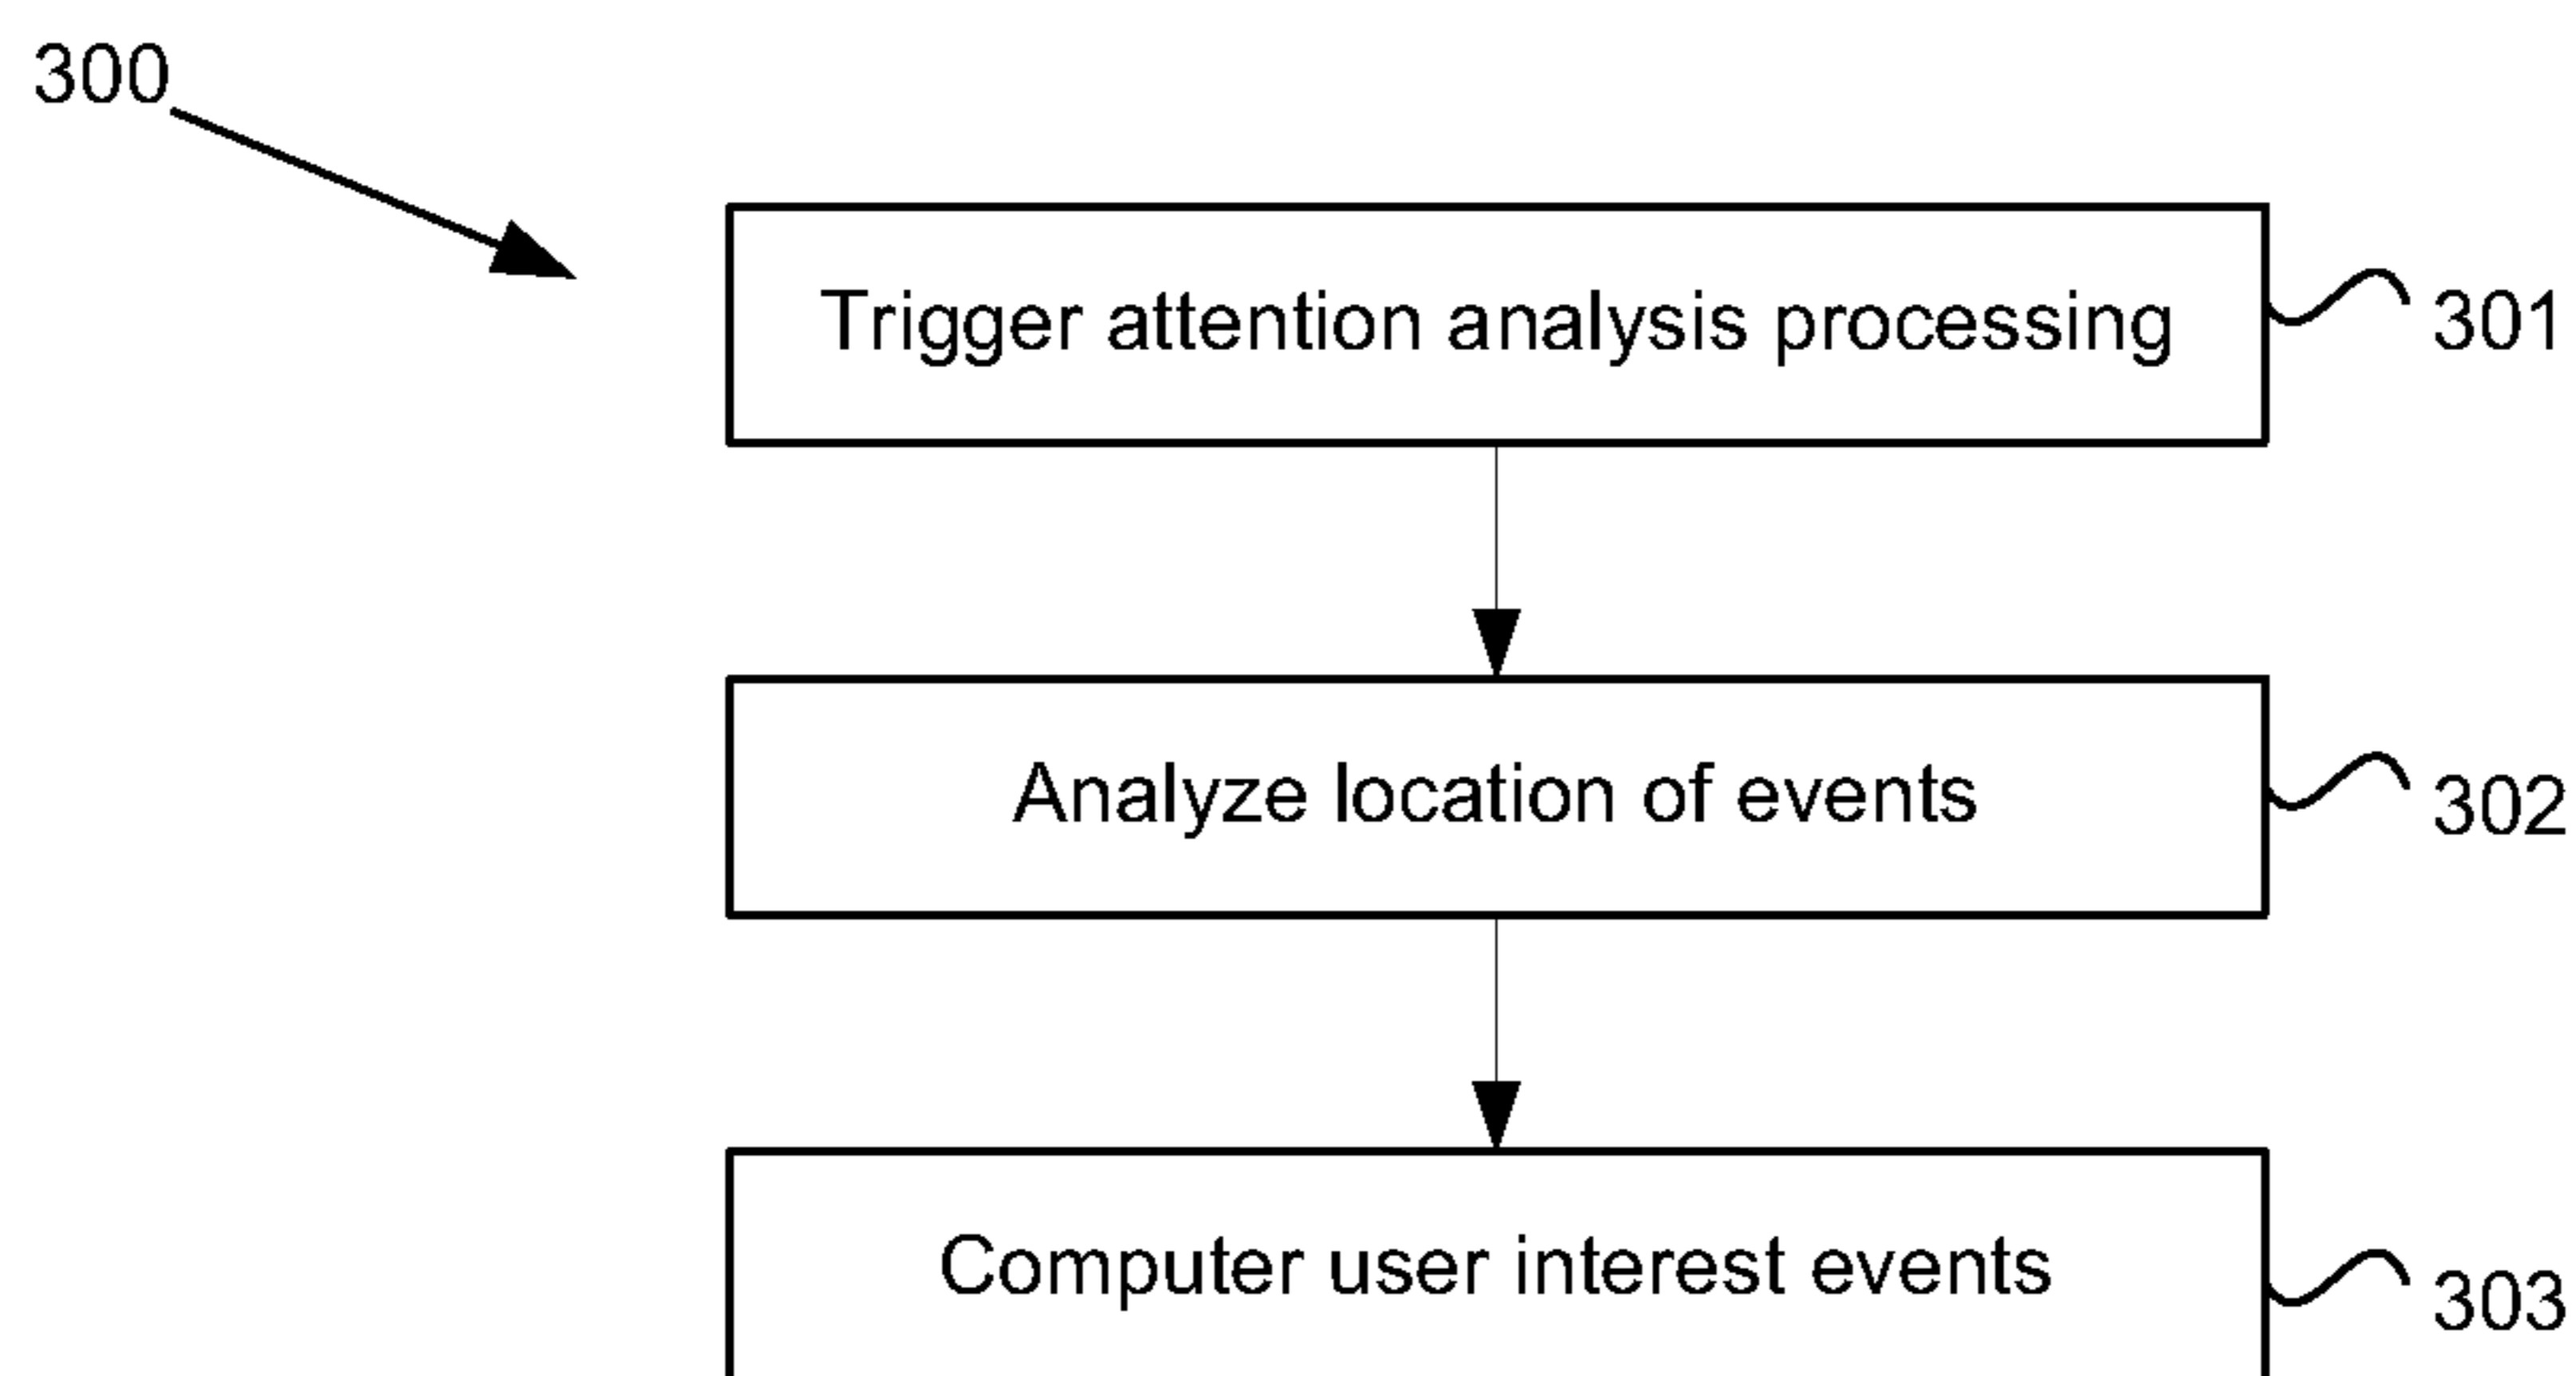 300
Trigger attention analysis processing
301
Analyze location of events
302
Computer user interest events
303